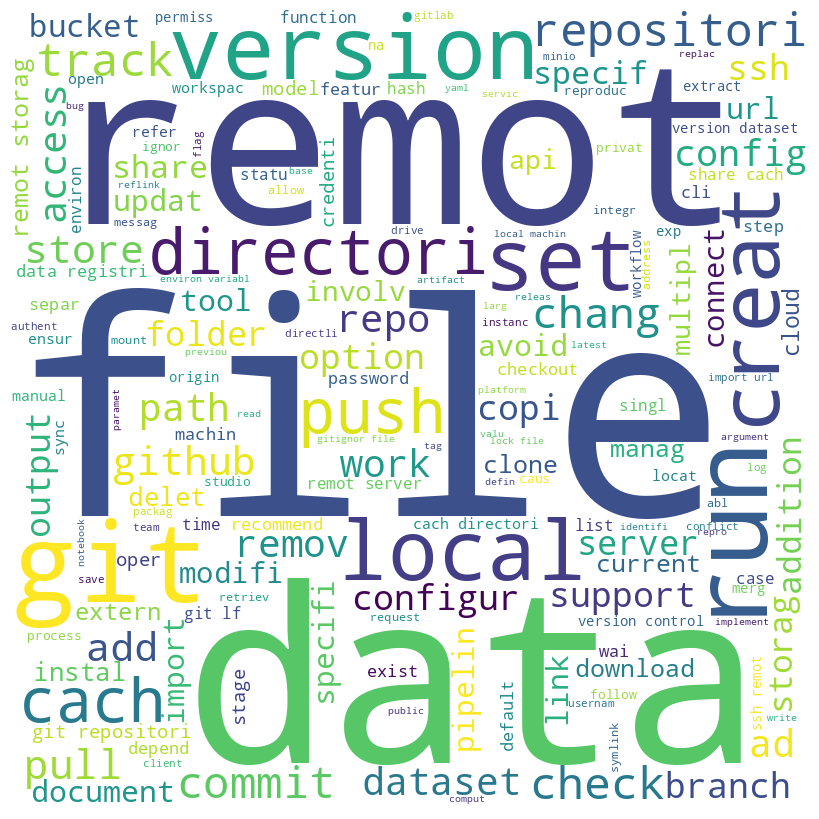 bucket
permiss
function
gitlab
version
repositori
track
na
minio
replac
open
workspac
model
featur
hash
yaml
reproduc
specif
ssh
extract
servic
bug
remot
remot storag
access
refer
ignor
flag
share
reflink
environ
statu
base
allow
credenti
api
privat
url
version dataset
config
share cach
updat
messag
cli
drive
local machin
integr
exp
step
store
directori
set
workflow
address
connect
creat
data registri
environ variabl
artifact
multipl
cloud
separ
tool
involv
larg
releas
authent
folder
directli
repo
instanc
chang
ensur
mount
previou
option
avoid
latest
file
origin
password
checkout
import url
manual
paramet
path
read
push
platform
copi
singl
argument
machin
gitignor file
tag
valu
lock file
output
sync
github
studio
work
clone
manag
log
delet
remot server
defin
caus
locat
abl
run
addition
packag
team
time
recommend
cach directori
list
identifi
conflict
repro
git
notebook
oper
remov
local
server
save
modifi
current
case
merg
extern
git lf
retriev
configur
support
implement
process
request
version control
add
import
stage
specifi
data
wai
storag
instal
exist
link
download
cach
default
follow
ssh remot
public
usernam
write
git repositori
pipelin
depend
symlink
ad
pull
client
commit
dataset
check
branch
document
comput